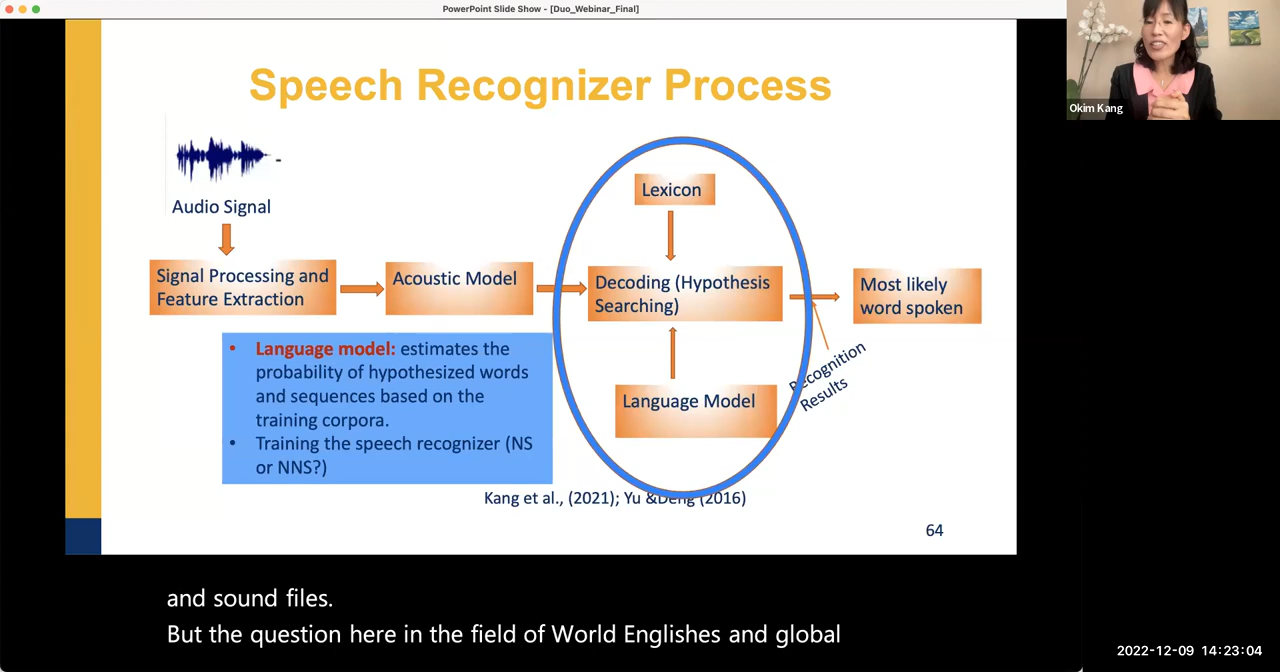 PowerPoint Slide Show - [Duo_Webinar_Final]
Okim Kang
Speech Recognizer Process
Audio Signal
Signal Processing and
Feature Extraction
Acoustic Model
Lexicon
Decoding (Hypothesis
Searching)
Language Model
Most likely
word spoken
Recognition
Results
• Language model: estimates the
probability of hypothesized words
and sequences based on the
training corpora.
• Training the speech recognizer (NS
or NNS?)
Kang et al., (2021); Yu &Deng (2016)
64
and sound files.
But the question here in the field of World Englishes and global
2022-12-09 14:23:04